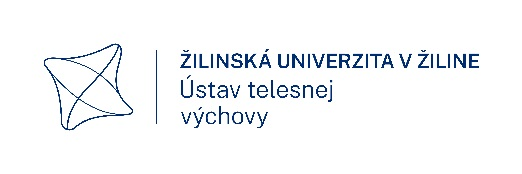 ŽILINSKÁ UNIVERZITA V ŽILINE
Ústav telesnej
výchovy